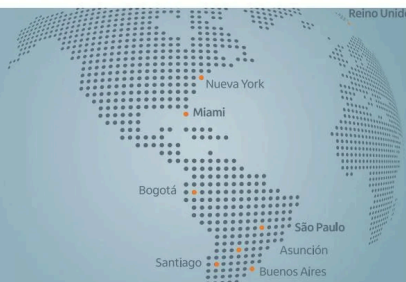 Reino Unido
Nueva York
Miami
Bogotá
São Paulo
Asunción
Santiago
Buenos Aires